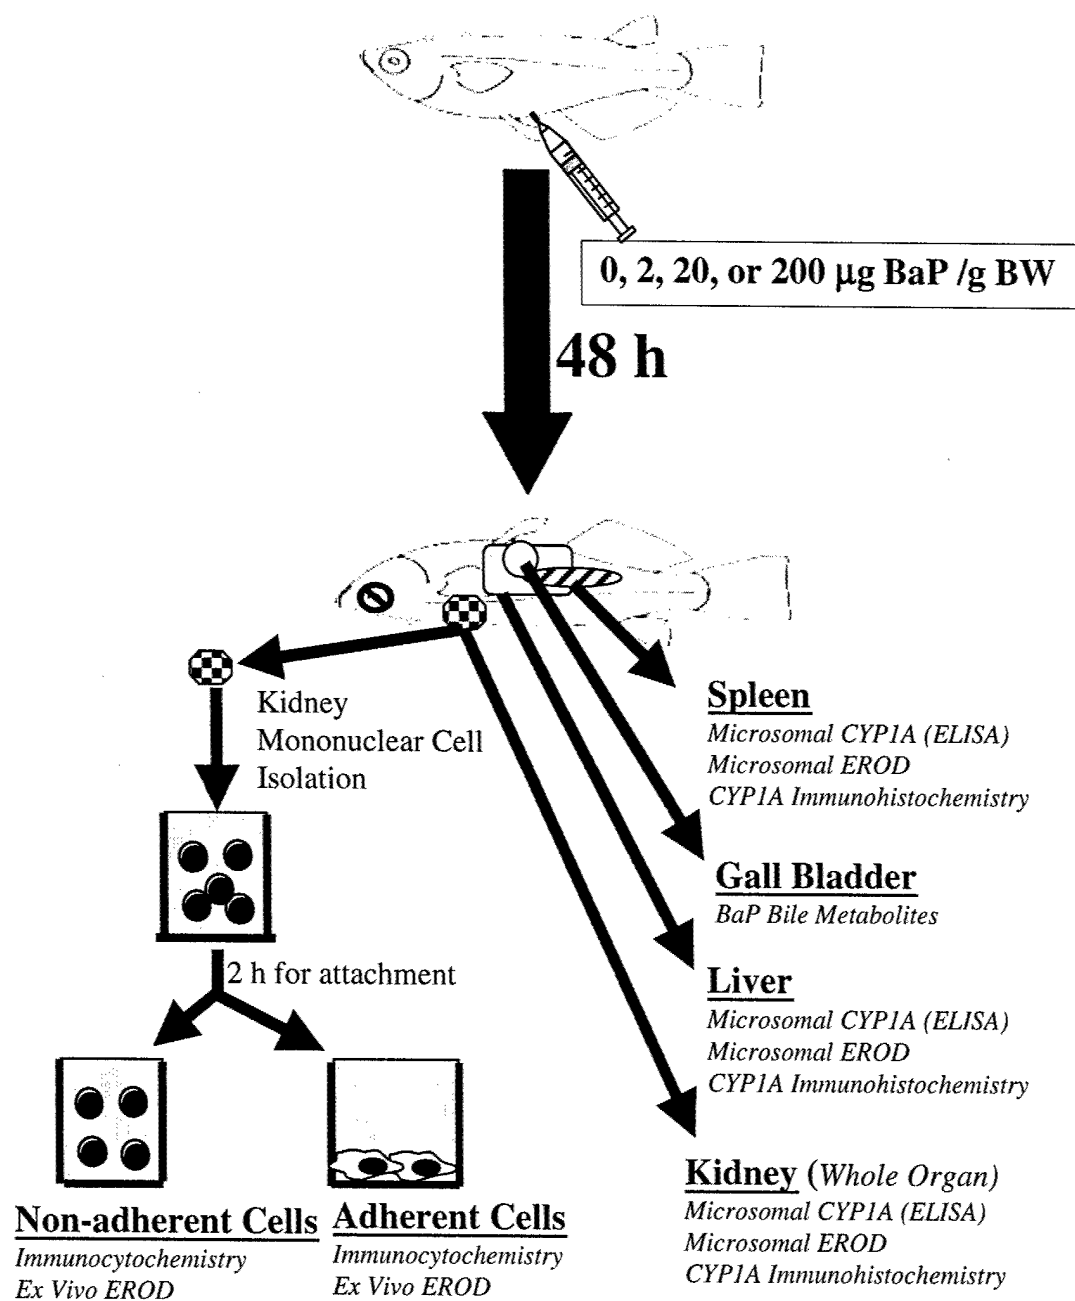 0, 2, 20, or 200 µg BaP /g BW
48 h
Kidney
Mononuclear Cell
Isolation
2 h for attachment
Spleen
Microsomal CYP1A (ELISA)
Microsomal EROD
CYP1A Immunohistochemistry
Gall Bladder
BaP Bile Metabolites
Liver
Microsomal CYP1A (ELISA)
Microsomal EROD
CYP1A Immunohistochemistry
Kidney (Whole Organ)
Microsomal CYP1A (ELISA)
Microsomal EROD
CYP1A Immunohistochemistry
Non-adherent Cells
Immunocytochemistry
Ex Vivo EROD
Adherent Cells
Immunocytochemistry
Ex Vivo EROD